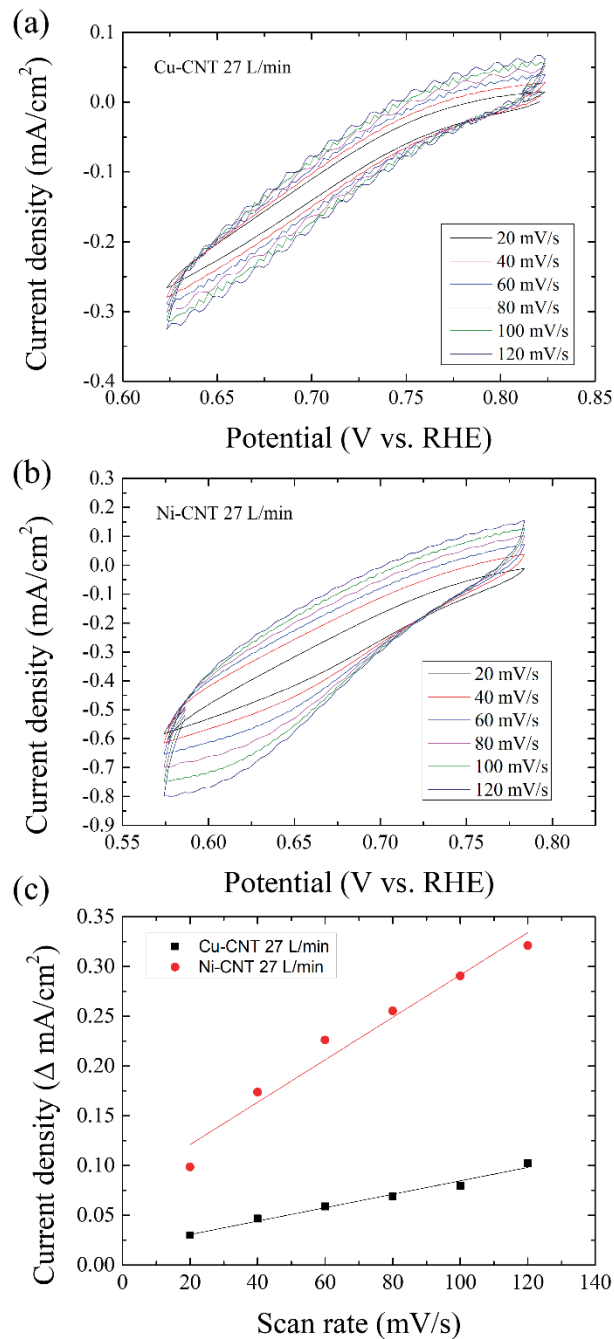 (a)
Cu-CNT 27 L/min
Current density (mA/cm²)
0.1
0.0
-0.1
-0.2
-0.3
-0.4
20 mV/s
40 mV/s
60 mV/s
80 mV/s
100 mV/s
120 mV/s
0.60 0.65 0.70 0.75 0.80 0.85
Potential (V vs. RHE)
(b)
Ni-CNT 27 L/min
Current density (mA/cm²)
0.3
0.2
0.1
0.0
-0.1
-0.2
-0.3
-0.4
-0.5
-0.6
-0.7
-0.8
-0.9
20 mV/s
40 mV/s
60 mV/s
80 mV/s
100 mV/s
120 mV/s
0.55 0.60 0.65 0.70 0.75 0.80
Potential (V vs. RHE)
(c)
Cu-CNT 27 L/min
Ni-CNT 27 L/min
Current density (Δ mA/cm²)
0.35
0.30
0.25
0.20
0.15
0.10
0.05
0.00
0 20 40 60 80 100 120 140
Scan rate (mV/s)